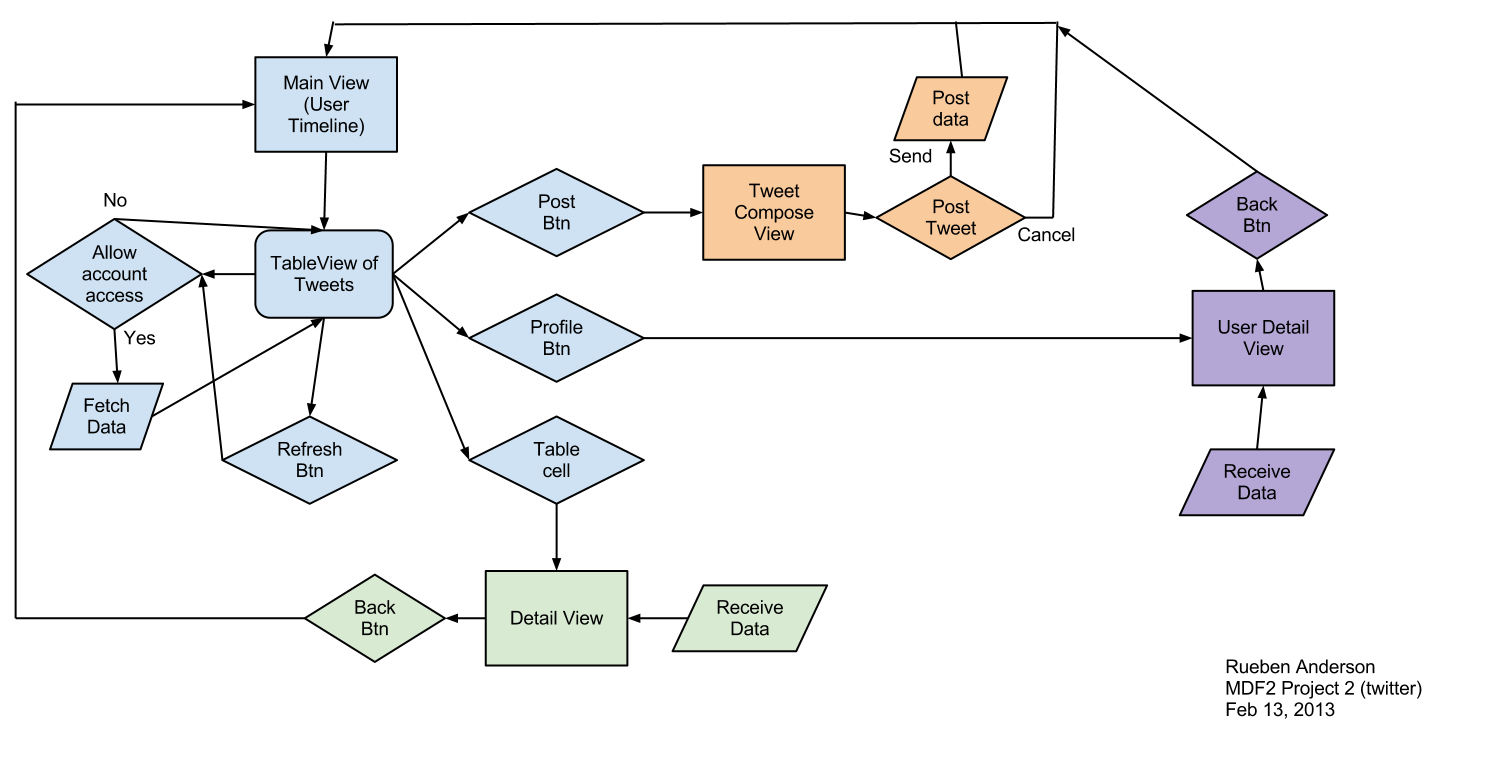 Main View
(User
Timeline)
No
Allow
account
access
Yes
Fetch
Data
TableView of
Tweets
Refresh
Btn
Post
Btn
Profile
Btn
Table
cell
Tweet
Compose
View
Post
Tweet
Send
Post
data
Cancel
Back
Btn
User Detail
View
Receive
Data
Back
Btn
Detail View
Receive
Data
Rueben Anderson
MDF2 Project 2 (twitter)
Feb 13, 2013